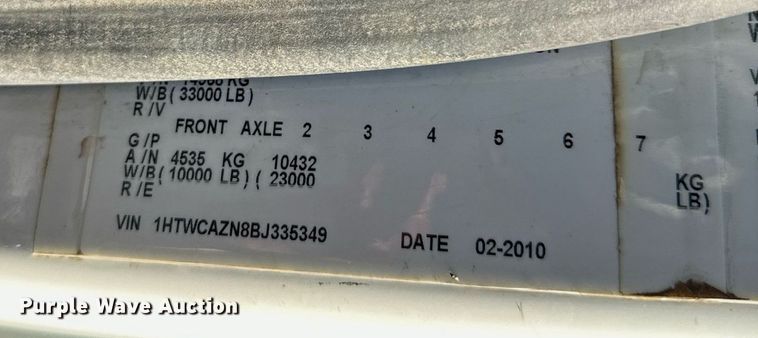 W/B ( 33000 LB )
R /V
FRONT AXLE 2 3 4 5 6 7
G /P
A /N 4535 KG 10432 KG
W/B ( 10000 LB ) ( 23000 LB)
R /E
VIN 1HTWCAZN8BJ335349 DATE 02-2010
Purple Wave Auction